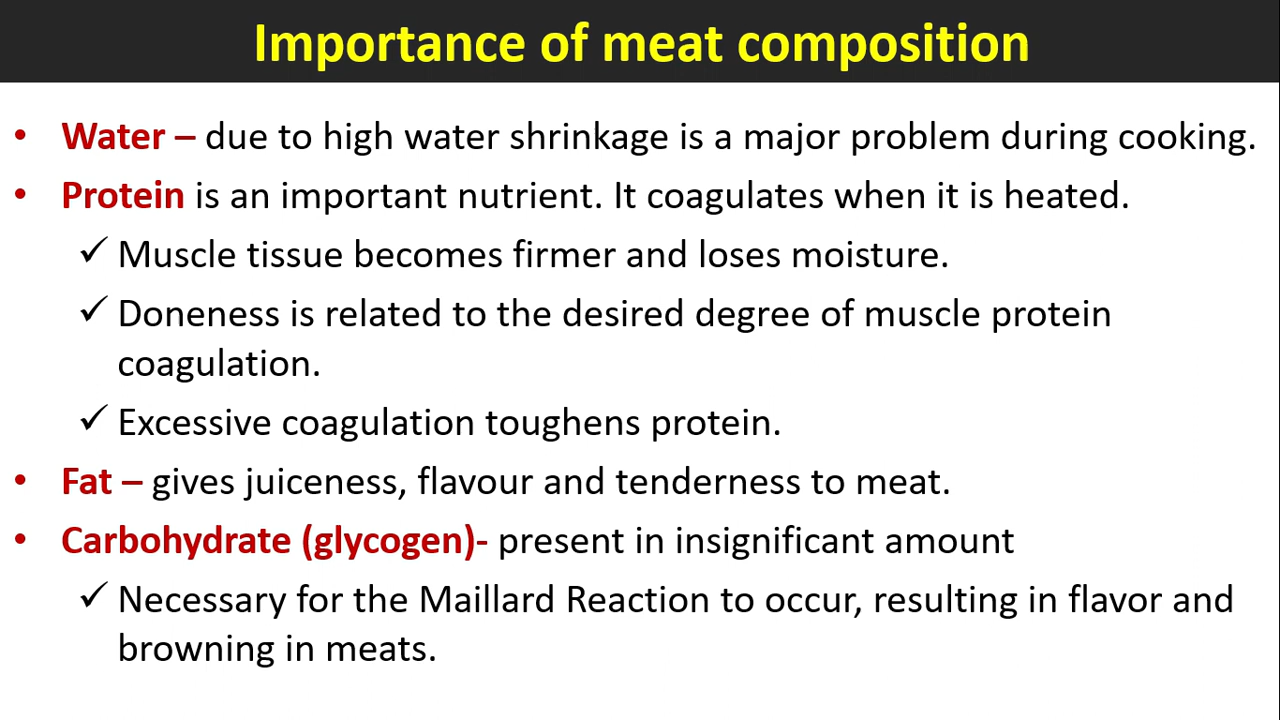 Importance of meat composition
• Water – due to high water shrinkage is a major problem during cooking.
• Protein is an important nutrient. It coagulates when it is heated.
✓ Muscle tissue becomes firmer and loses moisture.
✓ Doneness is related to the desired degree of muscle protein
coagulation.
✓ Excessive coagulation toughens protein.
• Fat – gives juiceness, flavour and tenderness to meat.
• Carbohydrate (glycogen)- present in insignificant amount
✓ Necessary for the Maillard Reaction to occur, resulting in flavor and
browning in meats.